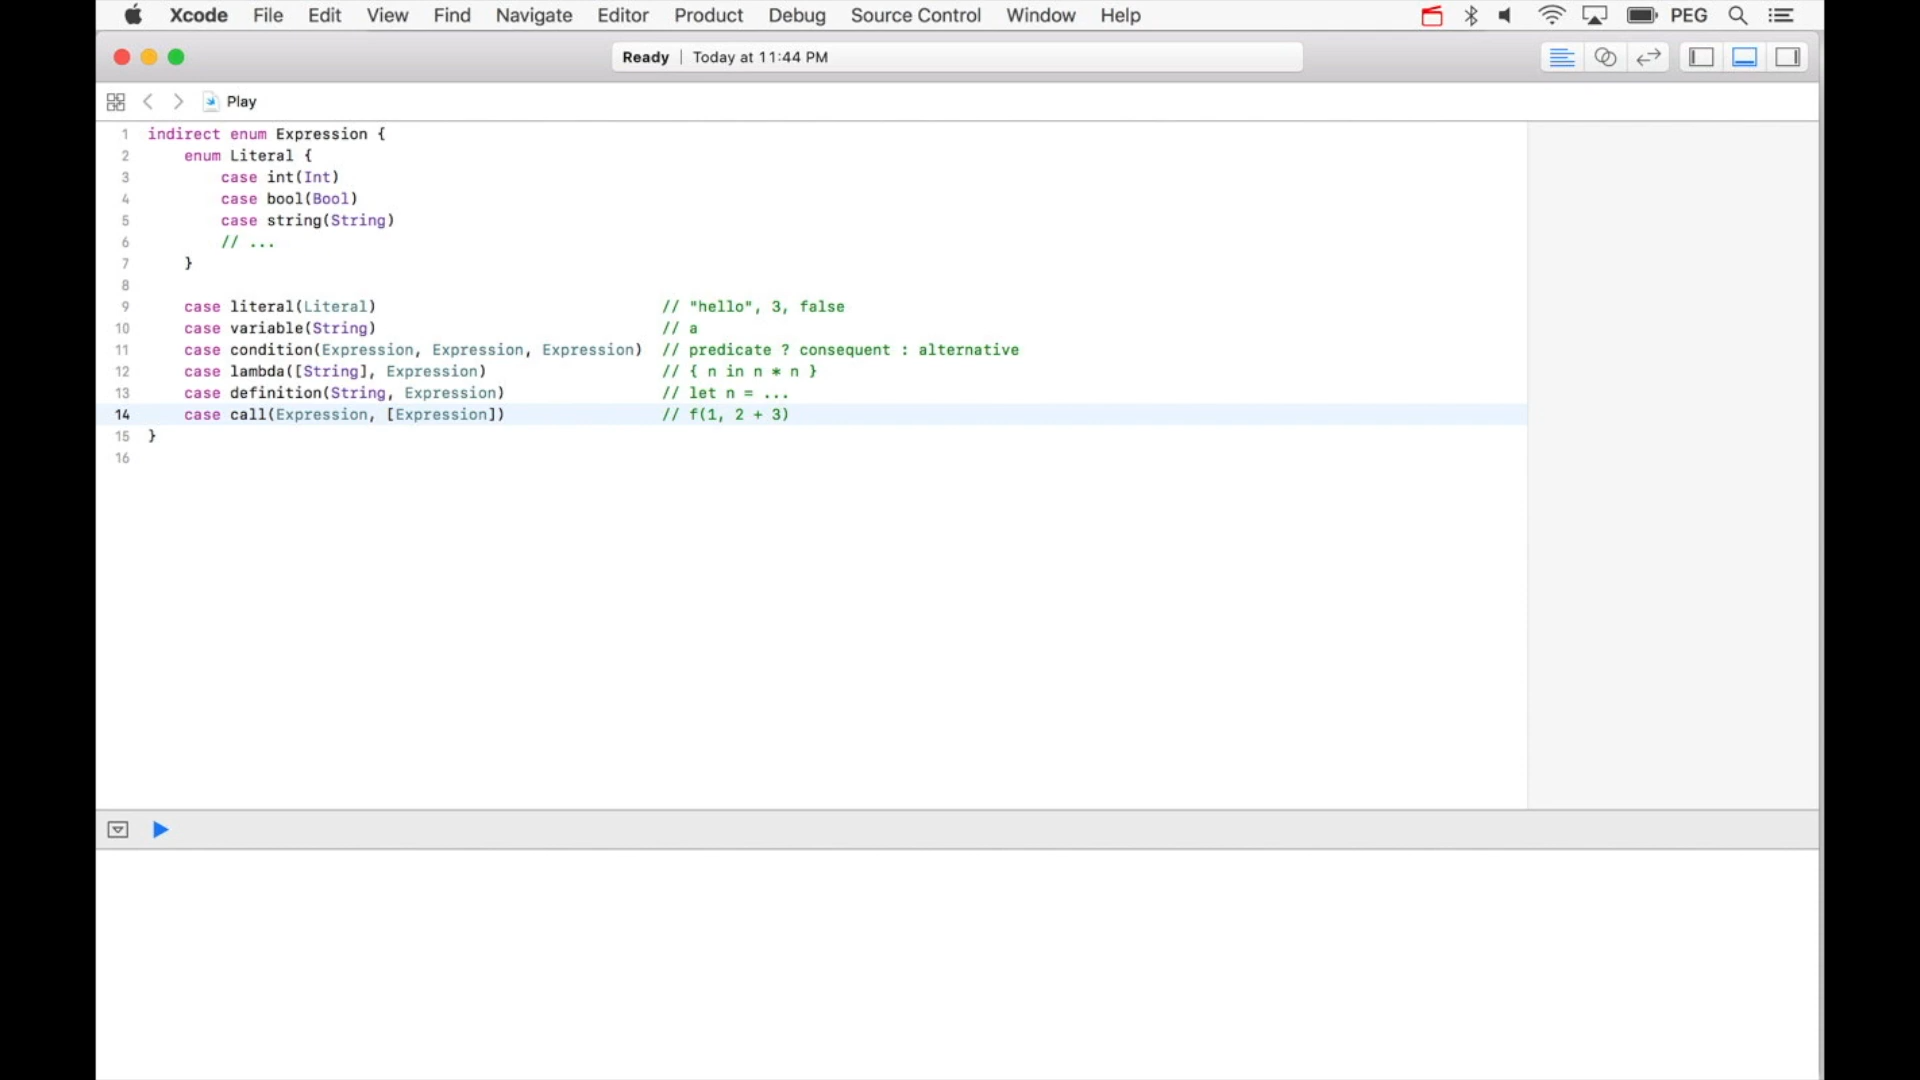 Xcode File Edit View Find Navigate Editor Product Debug Source Control Window Help PEG
Ready | Today at 11:44 PM
Play
1 indirect enum Expression {
2     enum Literal {
3         case int(Int)
4         case bool(Bool)
5         case string(String)
6         // ...
7     }
8
9     case literal(Literal)                               // "hello", 3, false
10     case variable(String)                               // a
11     case condition(Expression, Expression, Expression)  // predicate ? consequent : alternative
12     case lambda([String], Expression)                   // { n in n * n }
13     case definition(String, Expression)                 // let n = ...
14     case call(Expression, [Expression])                 // f(1, 2 + 3)
15 }
16